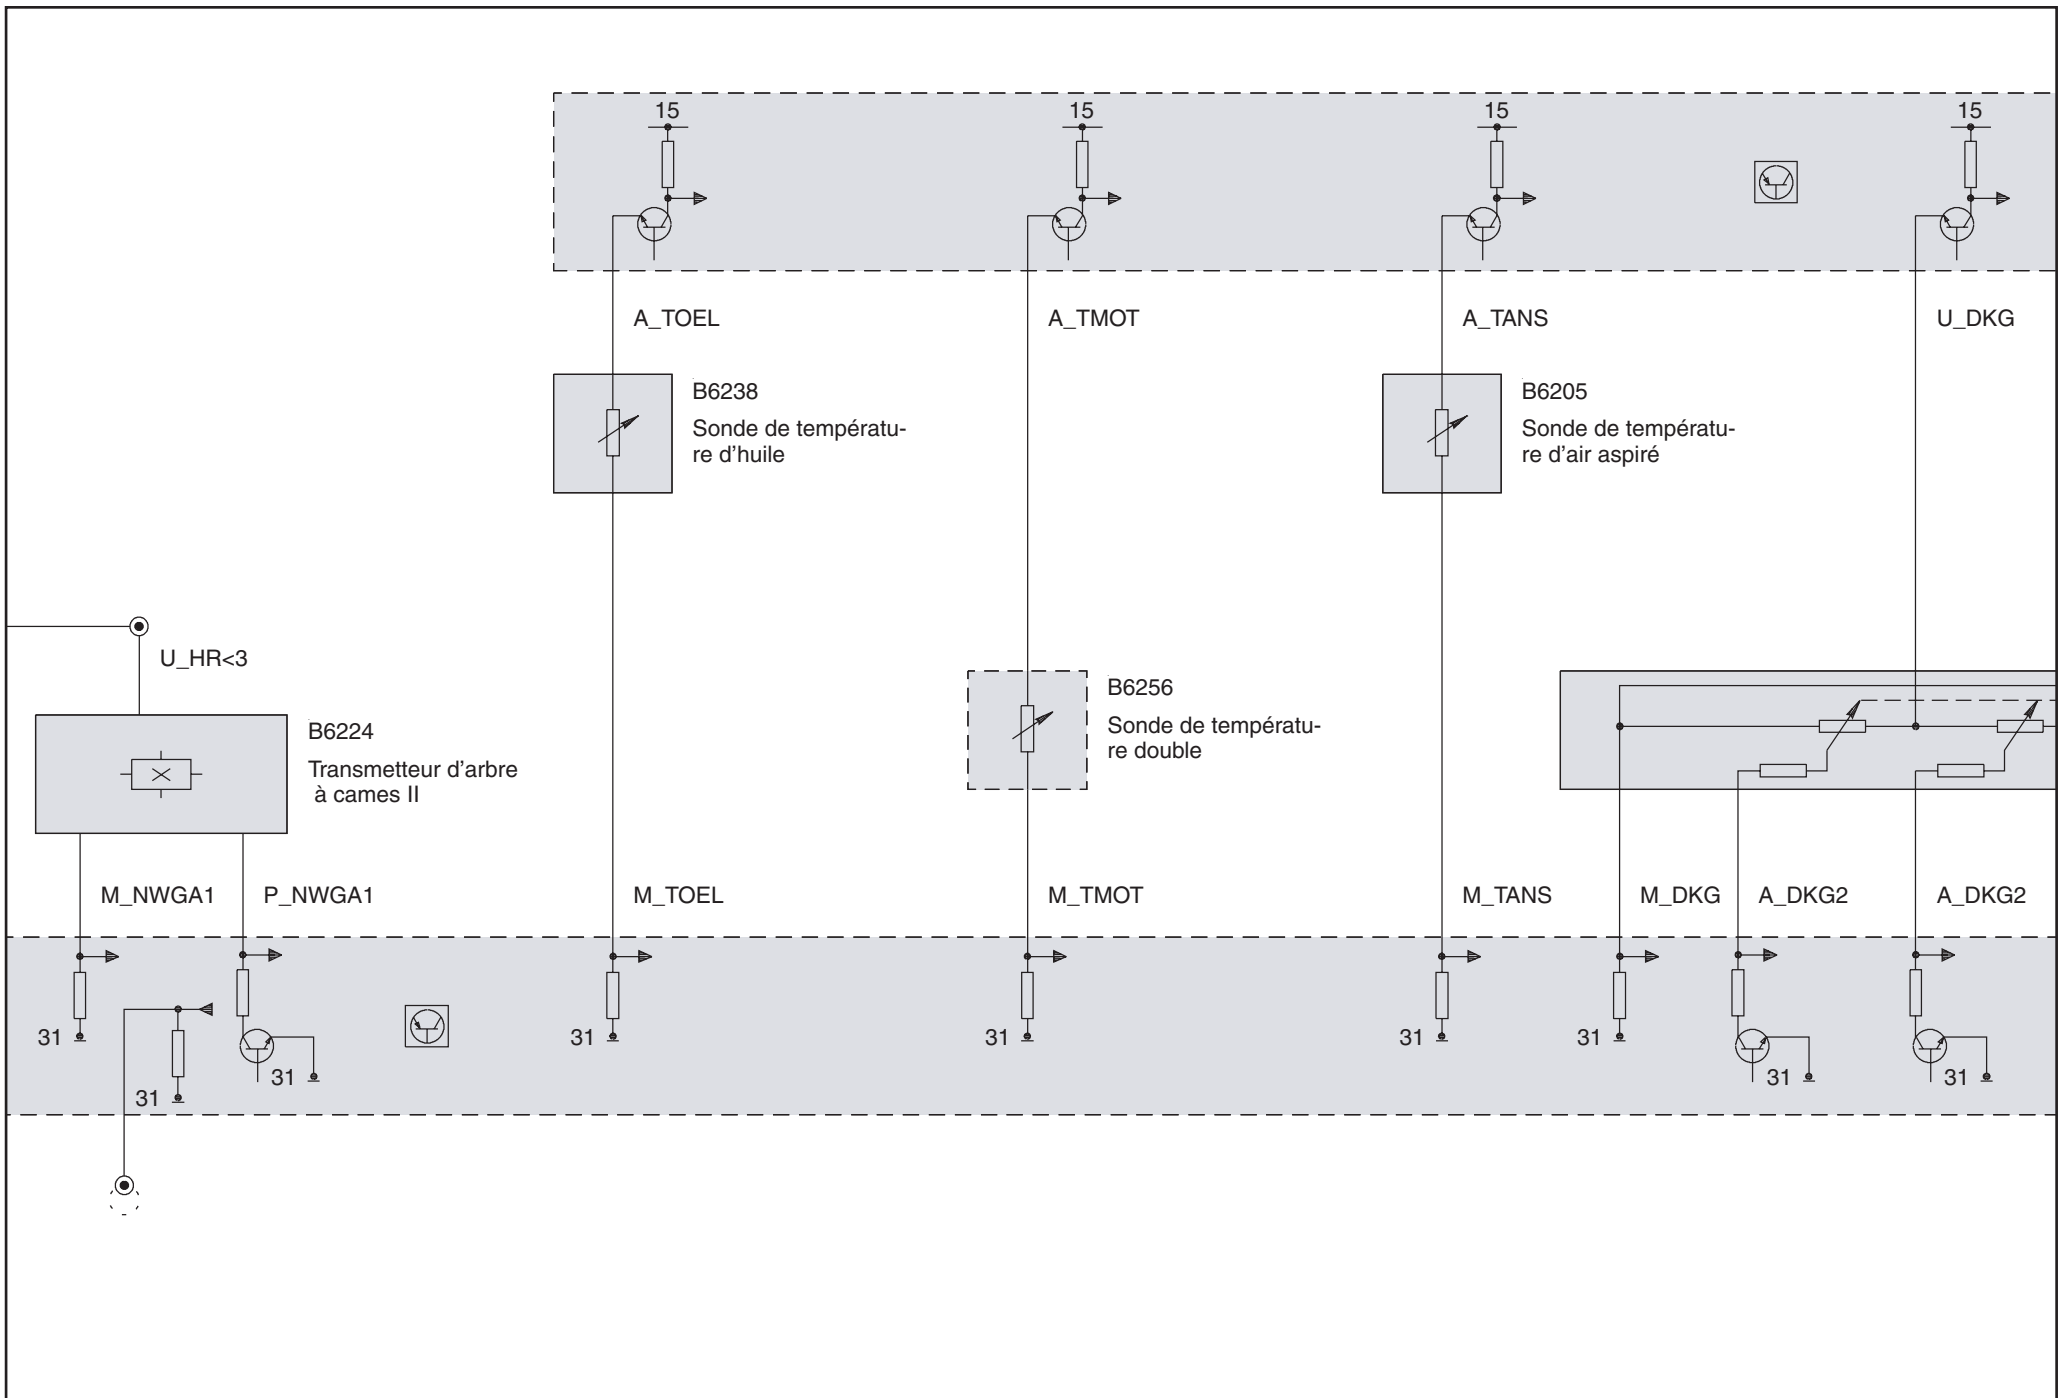 15
15
15
15
A_TOEL
A_TMOT
A_TANS
U_DKG
B6238
Sonde de températu-
re d'huile
B6205
Sonde de températu-
re d'air aspiré
U_HR<3
B6224
Transmetteur d'arbre
à cames II
B6256
Sonde de températu-
re double
M_NWGA1
P_NWGA1
M_TOEL
M_TMOT
M_TANS
M_DKG
A_DKG2
A_DKG2
31
31
31
31
31
31
31
31
31